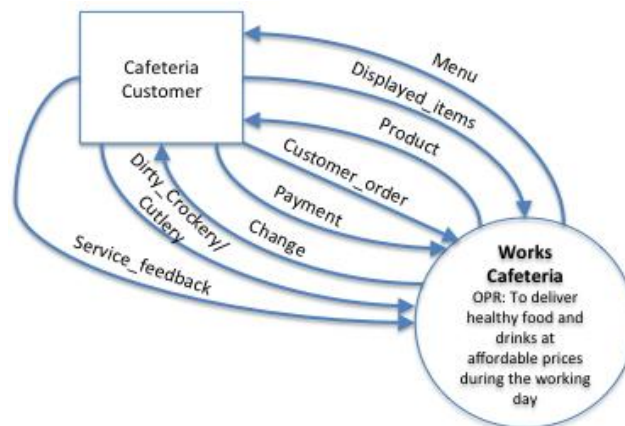 Cafeteria
Customer
Menu
Displayed_items
Product
Customer_order
Payment
Change
Dirty_Crockery/
Cutlery
Service_feedback
Works
Cafeteria
OPR: To deliver
healthy food and
drinks at
affordable prices
during the working
day